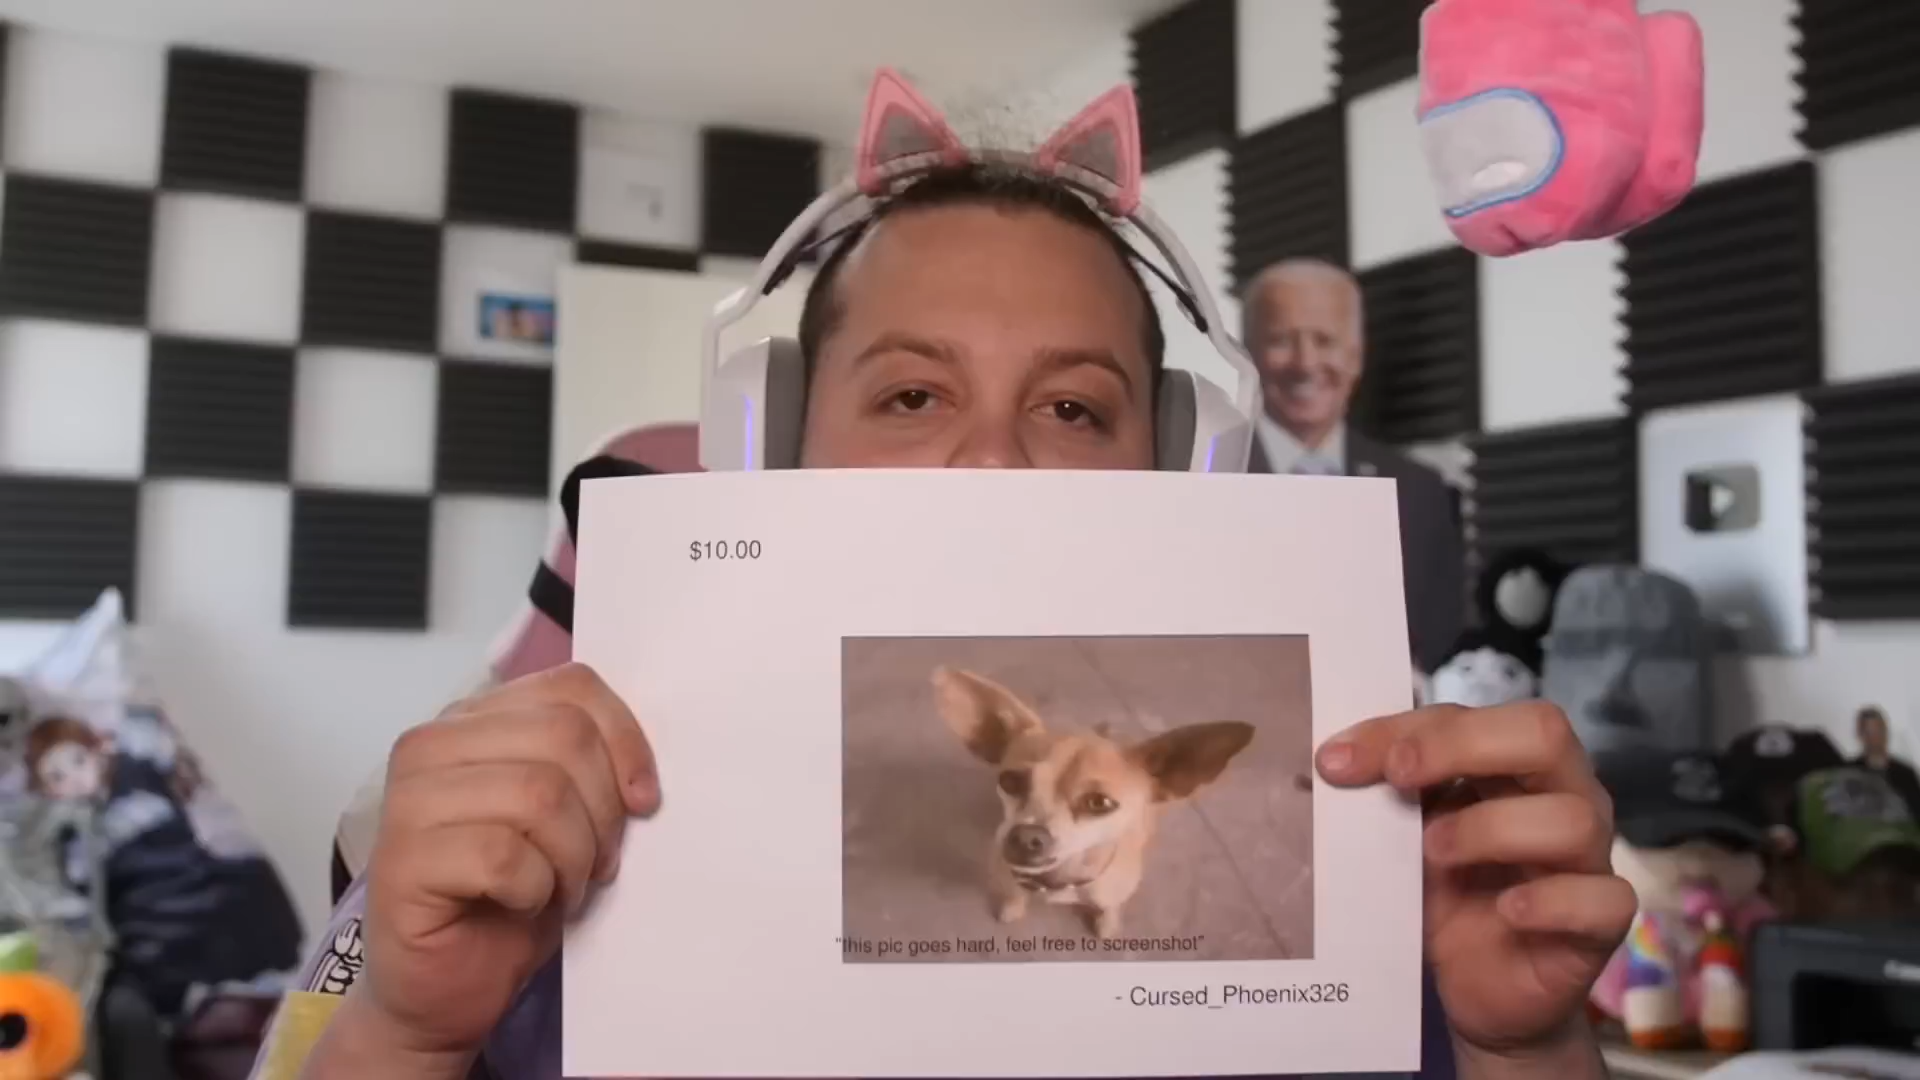 $10.00
"this pic goes hard, feel free to screenshot"
- Cursed_Phoenix326